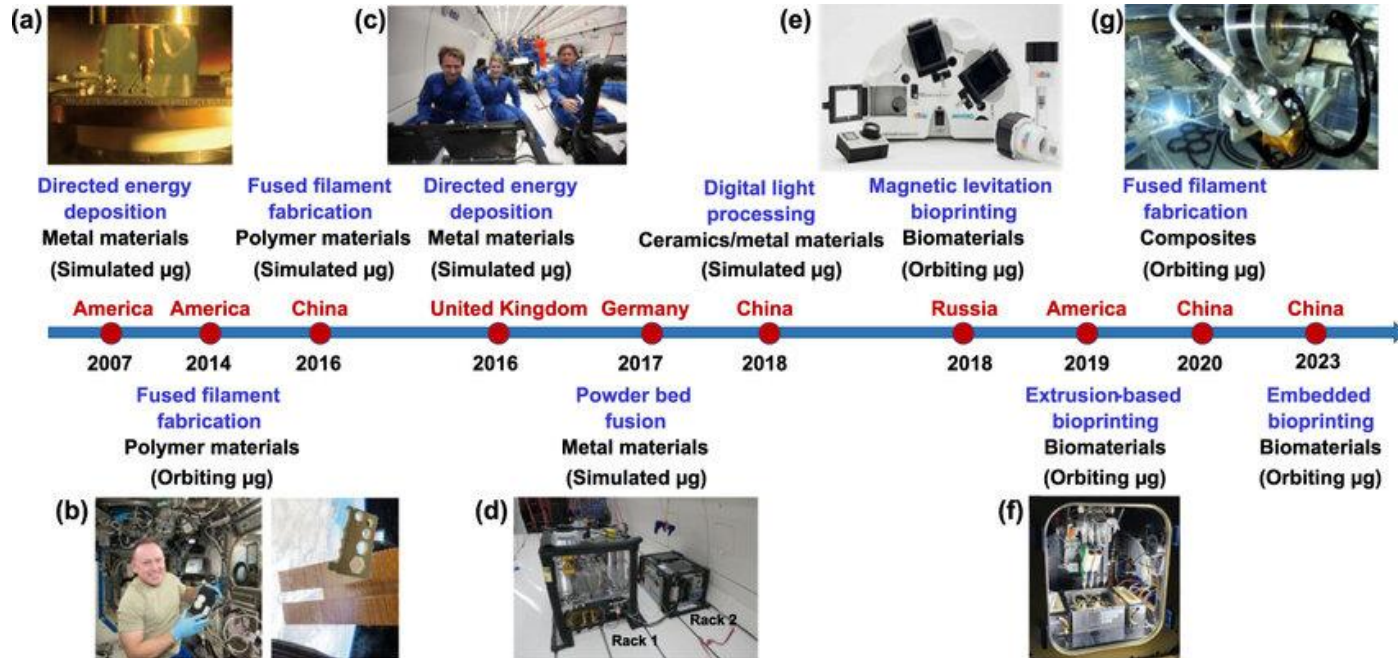 (a)
(c)
(e)
(g)
Directed energy
deposition
Metal materials
(Simulated µg)
Fused filament
fabrication
Polymer materials
(Simulated µg)
Directed energy
deposition
Metal materials
(Simulated µg)
Digital light
processing
Ceramics/metal materials
(Simulated µg)
Magnetic levitation
bioprinting
Biomaterials
(Orbiting µg)
Fused filament
fabrication
Composites
(Orbiting µg)
America America China United Kingdom Germany China Russia America China China
2007 2014 2016 2016 2017 2018 2018 2019 2020 2023
Fused filament
fabrication
Polymer materials
(Orbiting µg)
Powder bed
fusion
Metal materials
(Simulated µg)
Extrusion-based
bioprinting
Biomaterials
(Orbiting µg)
Embedded
bioprinting
Biomaterials
(Orbiting µg)
(b)
(d)
Rack 1
Rack 2
(f)